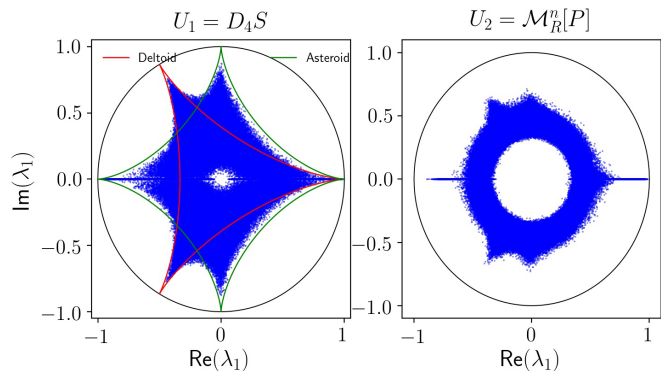 U₁ = D₄S
U₂ = ℳⁿ_R[P]
Deltoid
Asteroid
1.0
0.5
0.0
−0.5
−1.0
Im(λ₁)
1.0
0.5
0.0
−0.5
−1.0
−1
0
1
−1
0
1
Re(λ₁)
Re(λ₁)